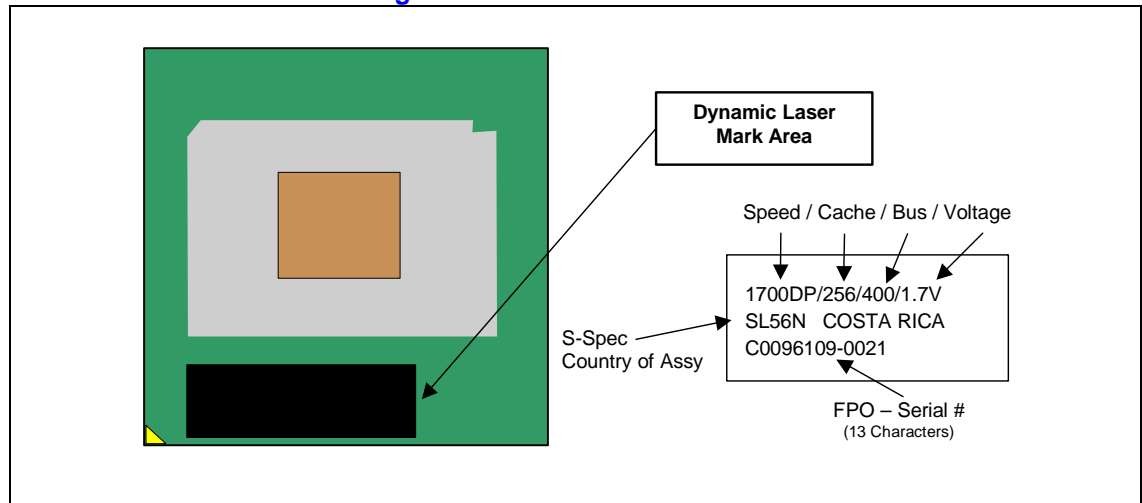 Dynamic Laser
Mark Area
Speed / Cache / Bus / Voltage
1700DP/256/400/1.7V
SL56N COSTA RICA
C0096109-0021
S-Spec
Country of Assy
FPO – Serial #
(13 Characters)